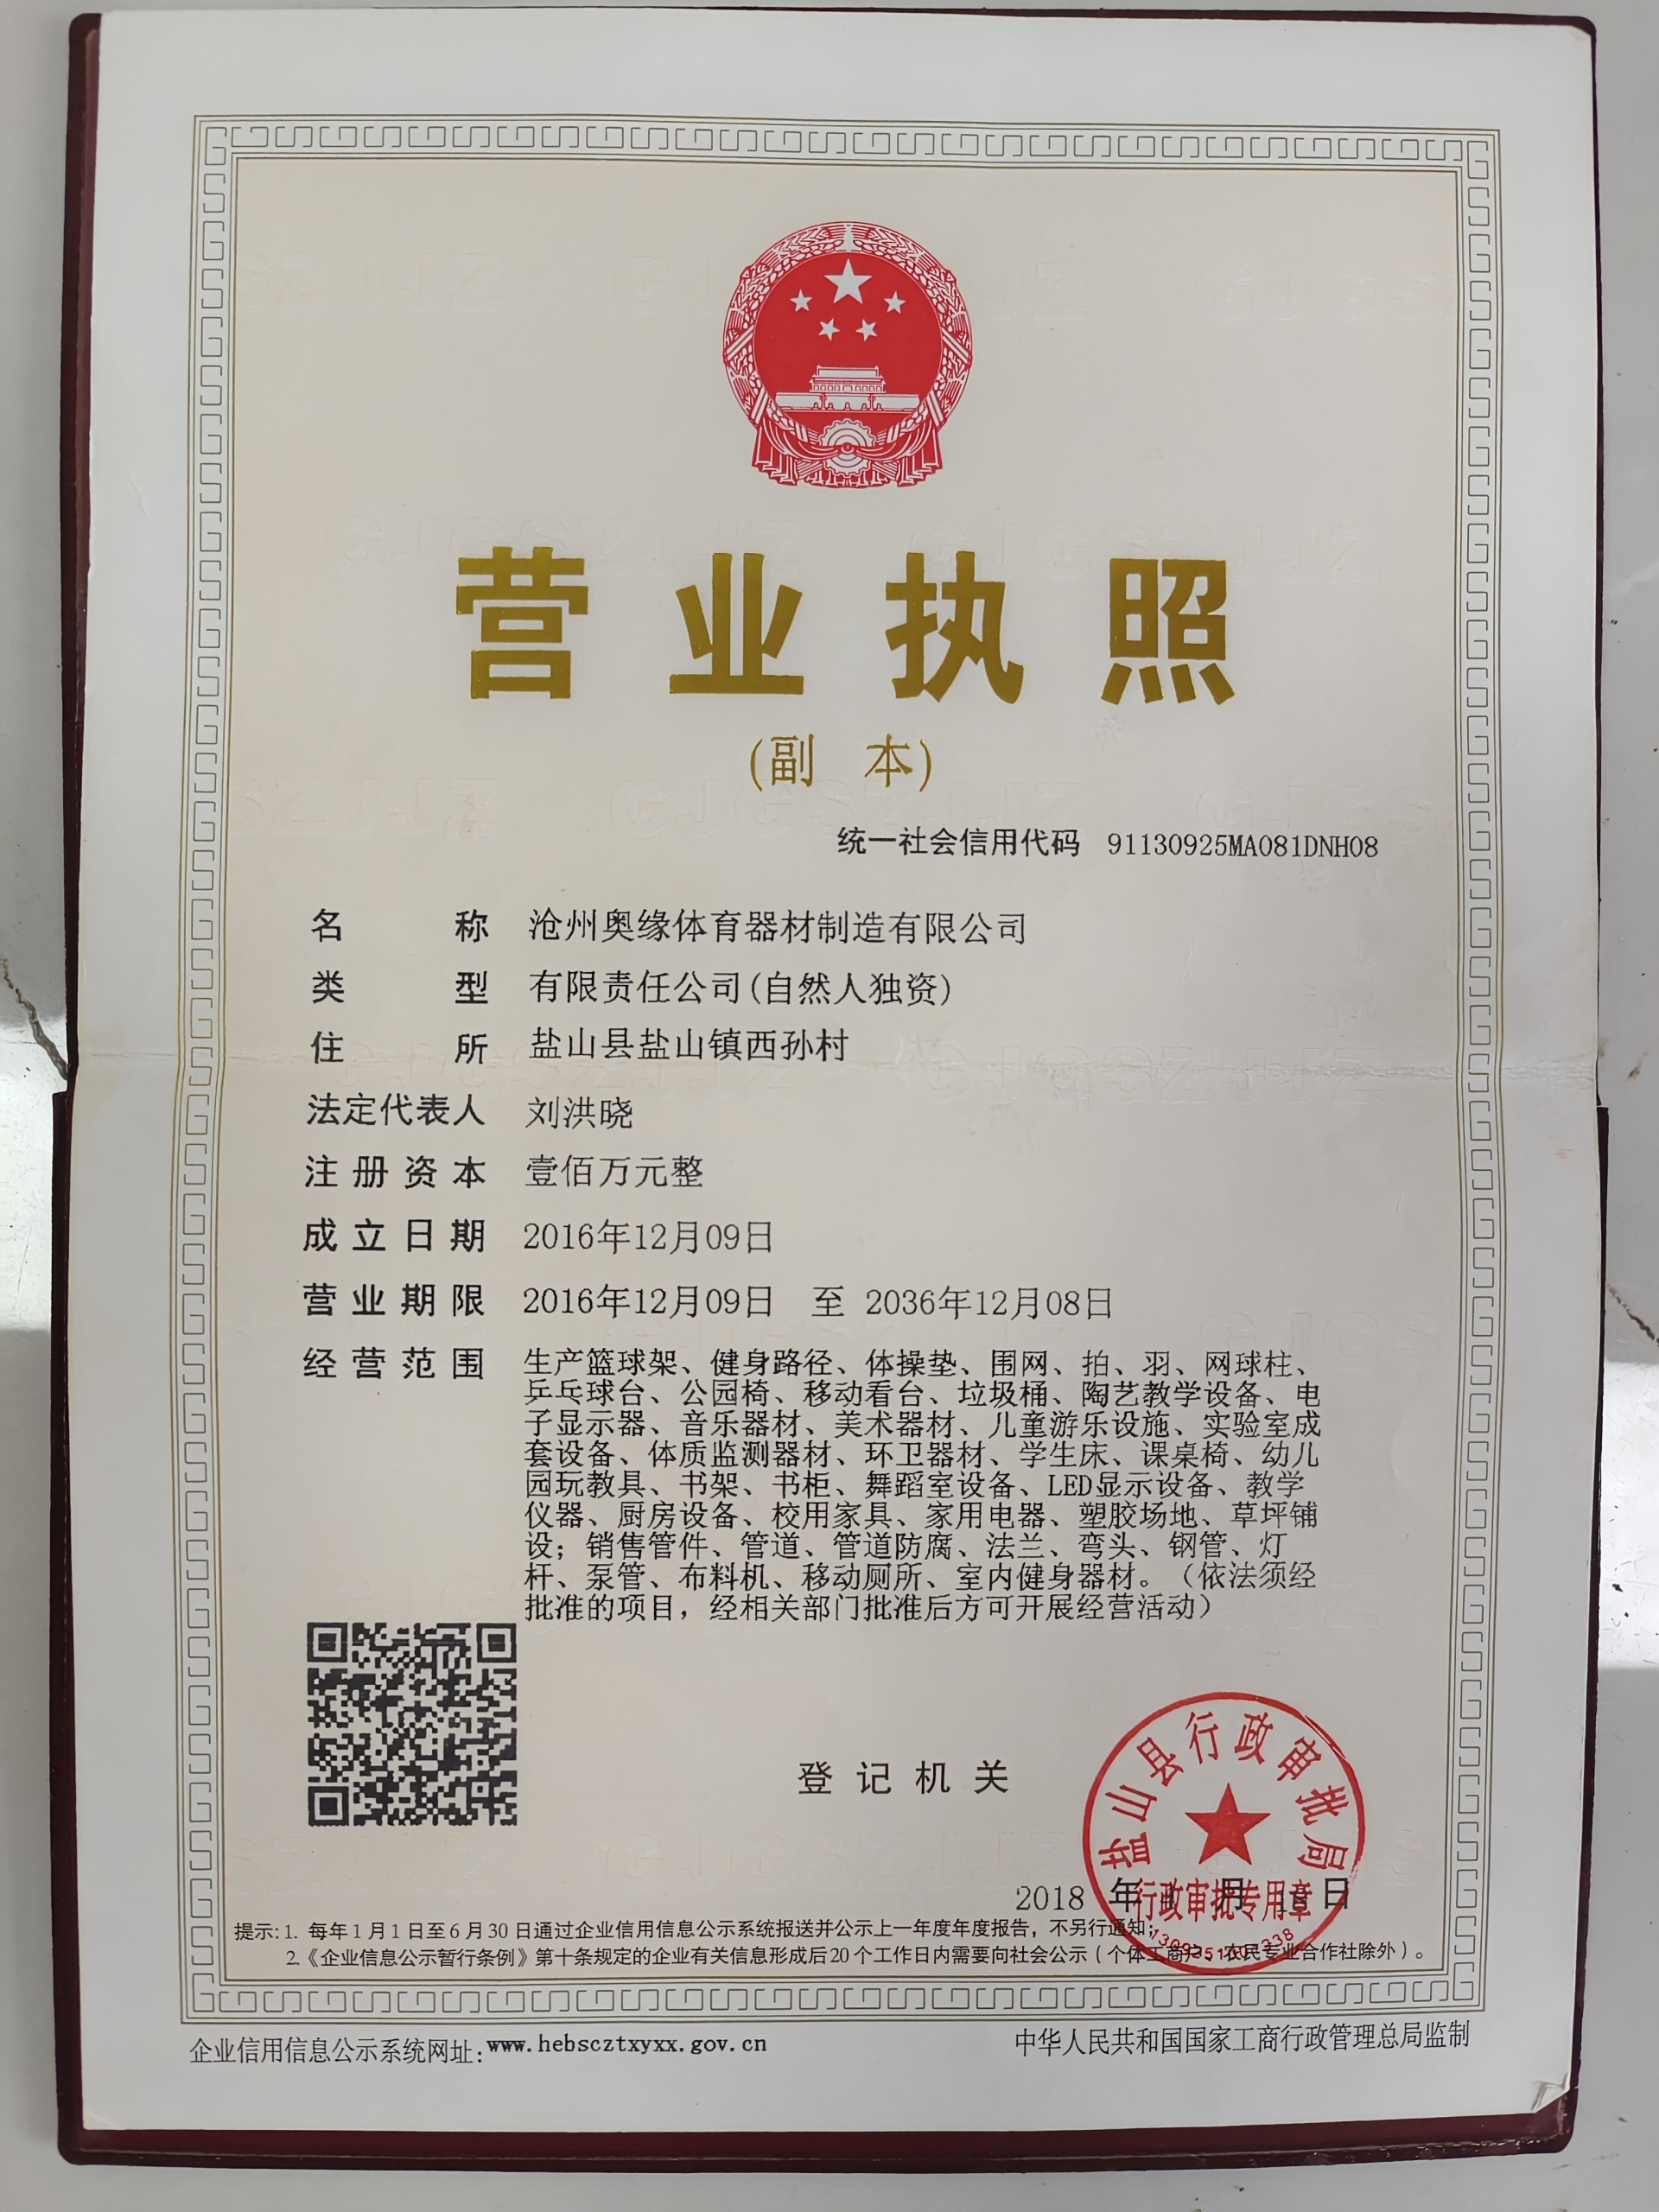 营业执照
(副 本)
统一社会信用代码 91130925MA081DNH08
名 称 沧州奥缘体育器材制造有限公司
类 型 有限责任公司(自然人独资)
住 所 盐山县盐山镇西孙村
法定代表人 刘洪晓
注册资本 壹佰万元整
成立日期 2016年12月09日
营业期限 2016年12月09日 至 2036年12月08日
经营范围 生产篮球架、健身路径、体操垫、围网、拍、羽、网球柱、
乒乓球台、公园椅、移动看台、垃圾桶、陶艺教学设备、电
子显示器、音乐器材、美术器材、儿童游乐设施、实验室成
套设备、体质监测器材、环卫器材、学生床、课桌椅、幼儿
园玩教具、书架、书柜、舞蹈室设备、LED显示设备、教学
仪器、厨房设备、校用家具、家用电器、塑胶场地、草坪铺
设；销售管件、管道、管道防腐、法兰、弯头、钢管、灯
杆、泵管、布料机、移动厕所、室内健身器材。（依法须经
批准的项目，经相关部门批准后方可开展经营活动）
登记机关
盐山县行政审批局
行政审批专用章
2018 年 月 日
提示: 1. 每年1月1日至6月30日通过企业信用信息公示系统报送并公示上一年度年度报告，不另行通知；
2.《企业信息公示暂行条例》第十条规定的企业有关信息形成后20个工作日内需要向社会公示（个体工商户、农民专业合作社除外）。
企业信用信息公示系统网址：www.hebscztxyxx.gov.cn
中华人民共和国国家工商行政管理总局监制